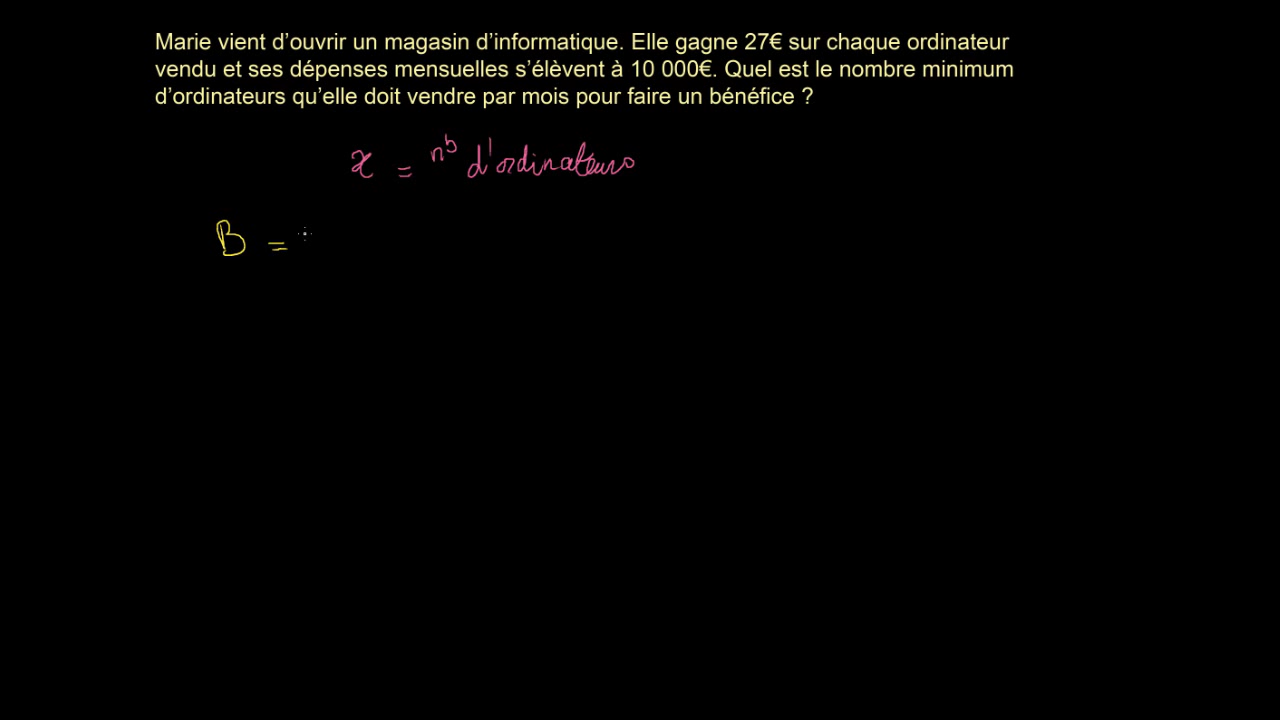 Marie vient d’ouvrir un magasin d’informatique. Elle gagne 27€ sur chaque ordinateur
vendu et ses dépenses mensuelles s’élèvent à 10 000€. Quel est le nombre minimum
d’ordinateurs qu’elle doit vendre par mois pour faire un bénéfice ?
x = nb d'ordinateurs
B =